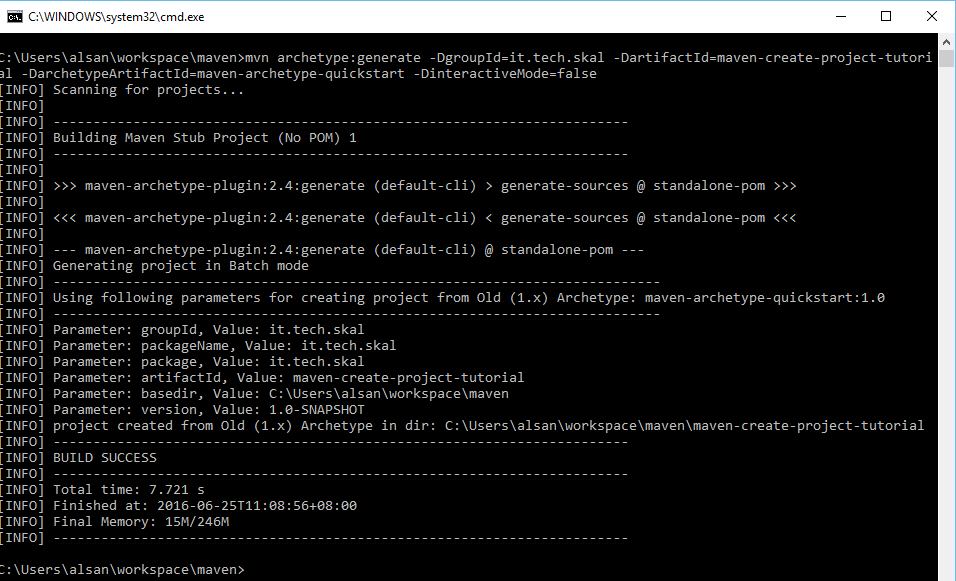 C:\WINDOWS\system32\cmd.exe
C:\Users\alsan\workspace\maven>mvn archetype:generate -DgroupId=it.tech.skal -DartifactId=maven-create-project-tutori
al -DarchetypeArtifactId=maven-archetype-quickstart -DinteractiveMode=false
[INFO] Scanning for projects...
[INFO]
[INFO] ------------------------------------------------------------------------
[INFO] Building Maven Stub Project (No POM) 1
[INFO] ------------------------------------------------------------------------
[INFO]
[INFO] >>> maven-archetype-plugin:2.4:generate (default-cli) > generate-sources @ standalone-pom >>>
[INFO]
[INFO] <<< maven-archetype-plugin:2.4:generate (default-cli) < generate-sources @ standalone-pom <<<
[INFO]
[INFO] --- maven-archetype-plugin:2.4:generate (default-cli) @ standalone-pom ---
[INFO] Generating project in Batch mode
[INFO] ----------------------------------------------------------------------------
[INFO] Using following parameters for creating project from Old (1.x) Archetype: maven-archetype-quickstart:1.0
[INFO] ----------------------------------------------------------------------------
[INFO] Parameter: groupId, Value: it.tech.skal
[INFO] Parameter: packageName, Value: it.tech.skal
[INFO] Parameter: package, Value: it.tech.skal
[INFO] Parameter: artifactId, Value: maven-create-project-tutorial
[INFO] Parameter: basedir, Value: C:\Users\alsan\workspace\maven
[INFO] Parameter: version, Value: 1.0-SNAPSHOT
[INFO] project created from Old (1.x) Archetype in dir: C:\Users\alsan\workspace\maven\maven-create-project-tutorial
[INFO] ------------------------------------------------------------------------
[INFO] BUILD SUCCESS
[INFO] ------------------------------------------------------------------------
[INFO] Total time: 7.721 s
[INFO] Finished at: 2016-06-25T11:08:56+08:00
[INFO] Final Memory: 15M/246M
[INFO] ------------------------------------------------------------------------
C:\Users\alsan\workspace\maven>